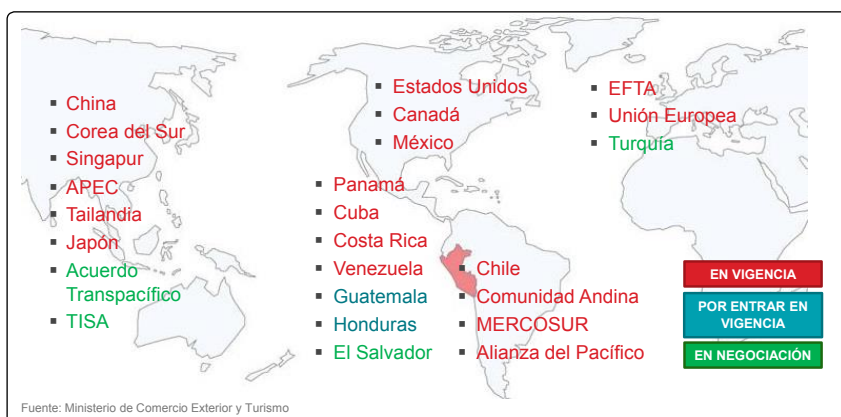 China
Corea del Sur
Singapur
APEC
Tailandia
Japón
Acuerdo
Transpacífico
TISA
Estados Unidos
Canadá
México
Panamá
Cuba
Costa Rica
Venezuela
Guatemala
Honduras
El Salvador
Chile
Comunidad Andina
MERCOSUR
Alianza del Pacífico
EFTA
Unión Europea
Turquía
EN VIGENCIA
POR ENTRAR EN
VIGENCIA
EN NEGOCIACIÓN
Fuente: Ministerio de Comercio Exterior y Turismo